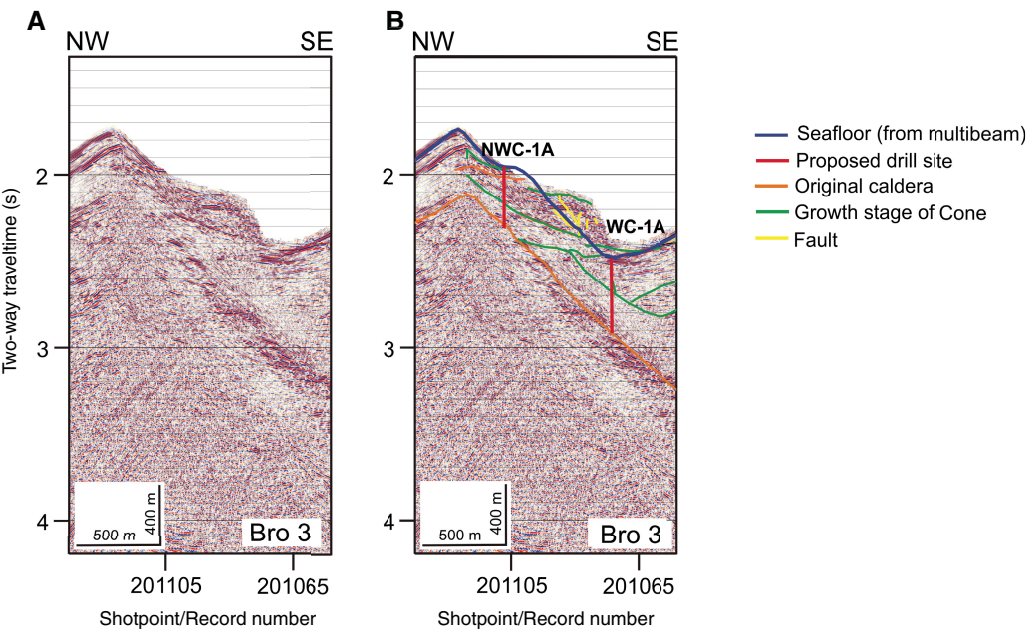 A
B
NW
SE
NW
SE
NWC-1A
WC-1A
Seafloor (from multibeam)
Proposed drill site
Original caldera
Growth stage of Cone
Fault
Two-way traveltime (s)
2
3
4
2
3
4
500 m
400 m
Bro 3
500 m
400 m
Bro 3
201105
201065
201105
201065
Shotpoint/Record number
Shotpoint/Record number